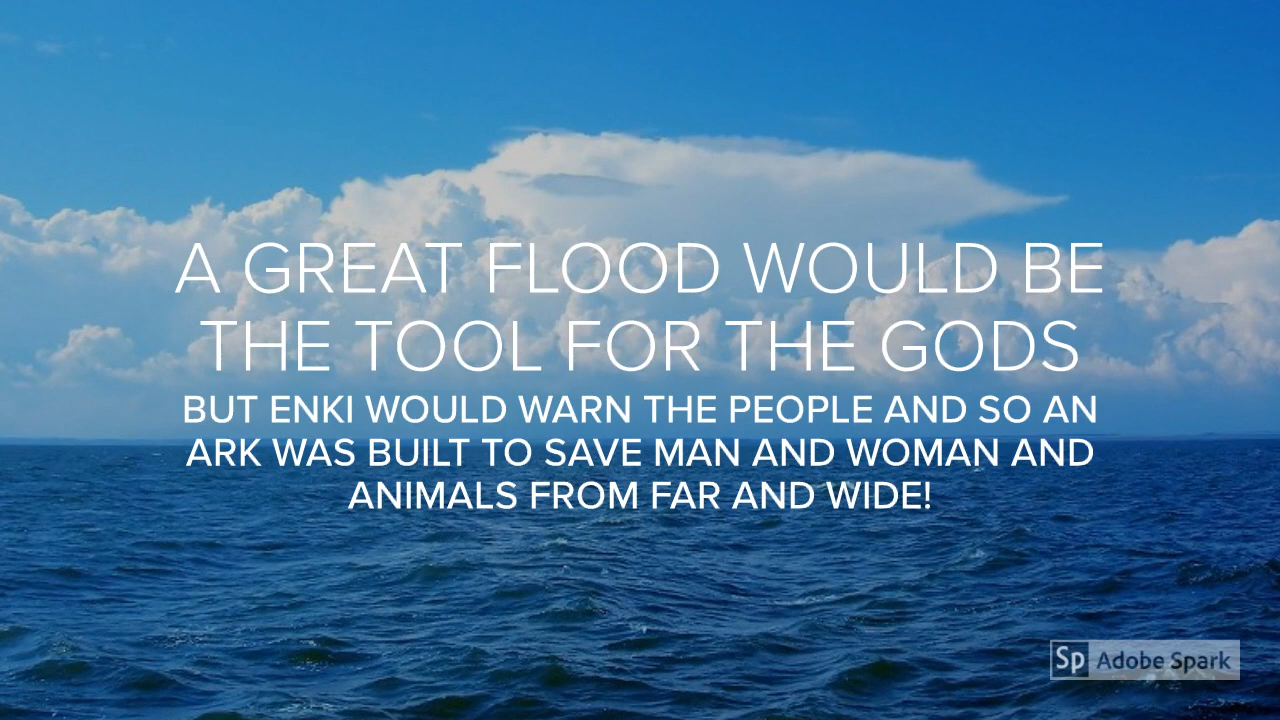 A GREAT FLOOD WOULD BE
THE TOOL FOR THE GODS
BUT ENKI WOULD WARN THE PEOPLE AND SO AN
ARK WAS BUILT TO SAVE MAN AND WOMAN AND
ANIMALS FROM FAR AND WIDE!
Sp Adobe Spark